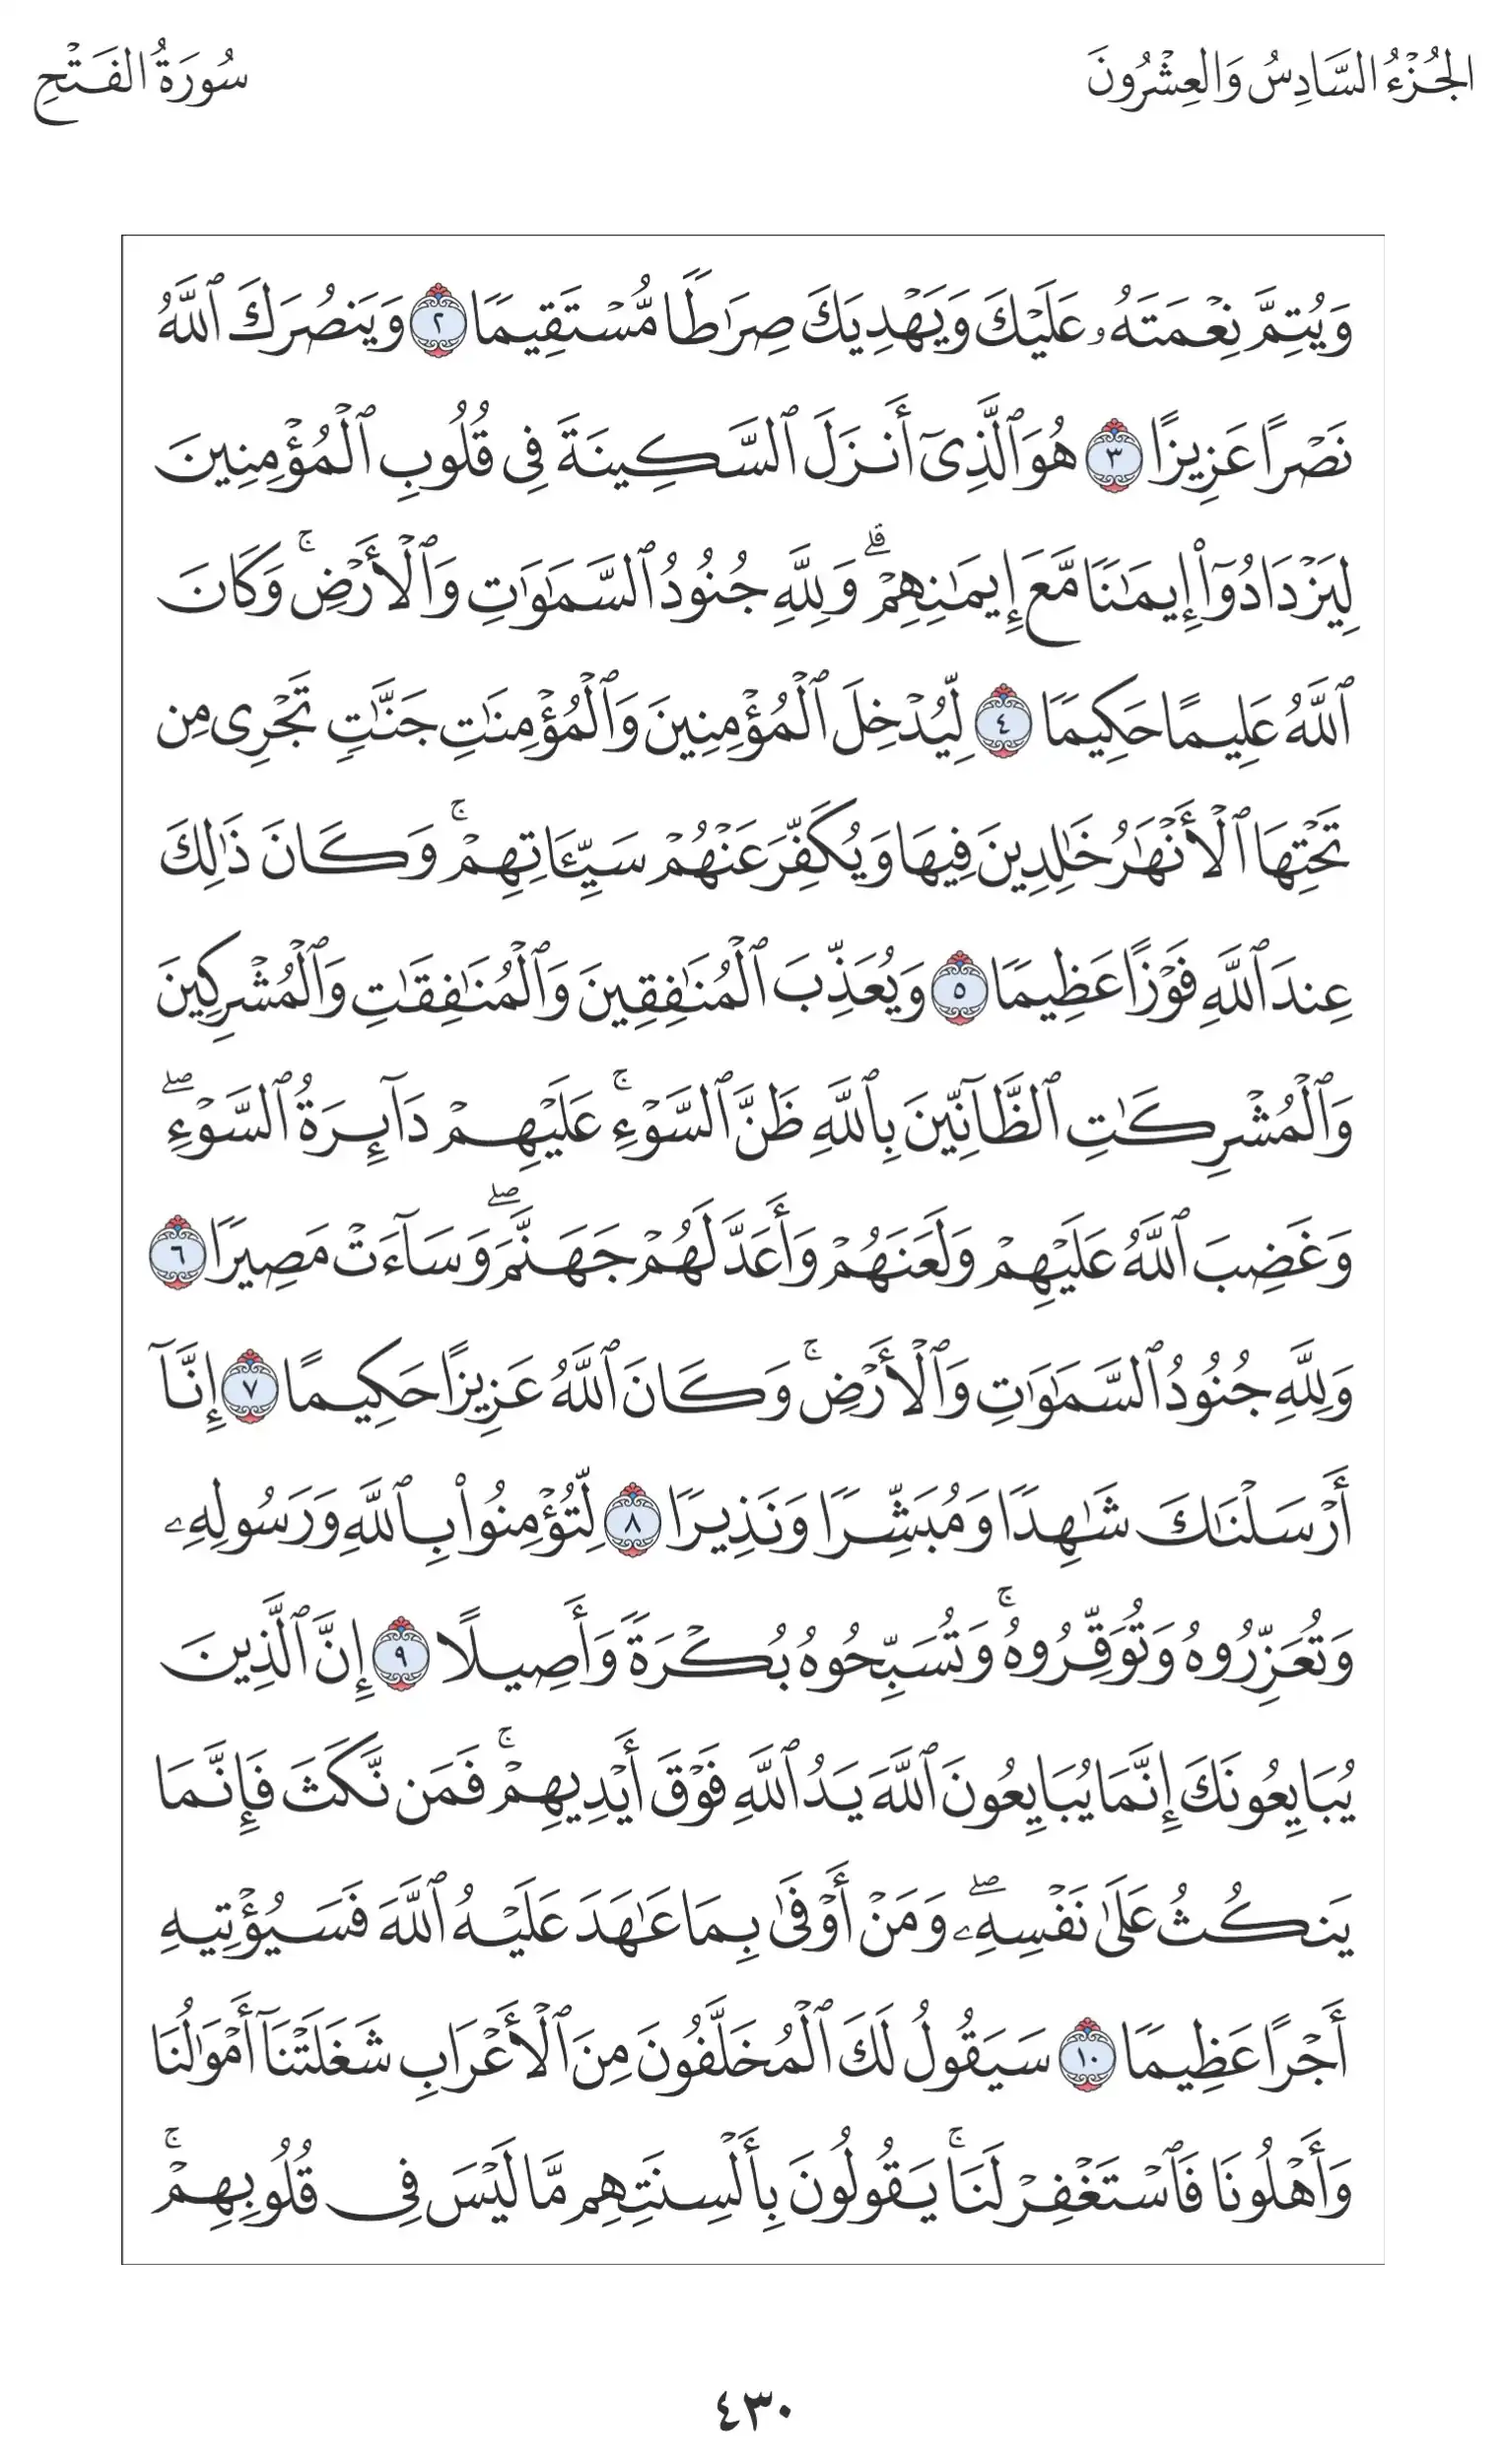 الجُزْءُ السَّادِسُ وَالعِشْرُونَ
سُورَةُ الفَتْحِ
وَيُتِمَّ نِعْمَتَهُۥ عَلَيْكَ وَيَهْدِيَكَ صِرَٰطًا مُّسْتَقِيمًا ٢ وَيَنصُرَكَ ٱللَّهُ
نَصْرًا عَزِيزًا ٣ هُوَ ٱلَّذِىٓ أَنزَلَ ٱلسَّكِينَةَ فِى قُلُوبِ ٱلْمُؤْمِنِينَ
لِيَزْدَادُوٓا۟ إِيمَٰنًا مَّعَ إِيمَٰنِهِمْ ۗ وَلِلَّهِ جُنُودُ ٱلسَّمَٰوَٰتِ وَٱلْأَرْضِ ۚ وَكَانَ
ٱللَّهُ عَلِيمًا حَكِيمًا ٤ لِّيُدْخِلَ ٱلْمُؤْمِنِينَ وَٱلْمُؤْمِنَٰتِ جَنَّٰتٍ تَجْرِى مِن
تَحْتِهَا ٱلْأَنْهَٰرُ خَٰلِدِينَ فِيهَا وَيُكَفِّرَ عَنْهُمْ سَيِّـَٔاتِهِمْ ۚ وَكَانَ ذَٰلِكَ
عِندَ ٱللَّهِ فَوْزًا عَظِيمًا ٥ وَيُعَذِّبَ ٱلْمُنَٰفِقِينَ وَٱلْمُنَٰفِقَٰتِ وَٱلْمُشْرِكِينَ
وَٱلْمُشْرِكَٰتِ ٱلظَّآنِّينَ بِٱللَّهِ ظَنَّ ٱلسَّوْءِ ۚ عَلَيْهِمْ دَآئِرَةُ ٱلسَّوْءِ ۖ
وَغَضِبَ ٱللَّهُ عَلَيْهِمْ وَلَعَنَهُمْ وَأَعَدَّ لَهُمْ جَهَنَّمَ ۖ وَسَآءَتْ مَصِيرًا ٦
وَلِلَّهِ جُنُودُ ٱلسَّمَٰوَٰتِ وَٱلْأَرْضِ ۚ وَكَانَ ٱللَّهُ عَزِيزًا حَكِيمًا ٧ إِنَّآ
أَرْسَلْنَٰكَ شَٰهِدًا وَمُبَشِّرًا وَنَذِيرًا ٨ لِّتُؤْمِنُوا۟ بِٱللَّهِ وَرَسُولِهِۦ
وَتُعَزِّرُوهُ وَتُوَقِّرُوهُ ۚ وَتُسَبِّحُوهُ بُكْرَةً وَأَصِيلًا ٩ إِنَّ ٱلَّذِينَ
يُبَايِعُونَكَ إِنَّمَا يُبَايِعُونَ ٱللَّهَ يَدُ ٱللَّهِ فَوْقَ أَيْدِيهِمْ ۚ فَمَن نَّكَثَ فَإِنَّمَا
يَنكُثُ عَلَىٰ نَفْسِهِۦ ۖ وَمَنْ أَوْفَىٰ بِمَا عَٰهَدَ عَلَيْهُ ٱللَّهَ فَسَيُؤْتِيهِ
أَجْرًا عَظِيمًا ١٠ سَيَقُولُ لَكَ ٱلْمُخَلَّفُونَ مِنَ ٱلْأَعْرَابِ شَغَلَتْنَآ أَمْوَٰلُنَا
وَأَهْلُونَا فَٱسْتَغْفِرْ لَنَا ۚ يَقُولُونَ بِأَلْسِنَتِهِم مَّا لَيْسَ فِى قُلُوبِهِمْ ۚ
٤٣٠